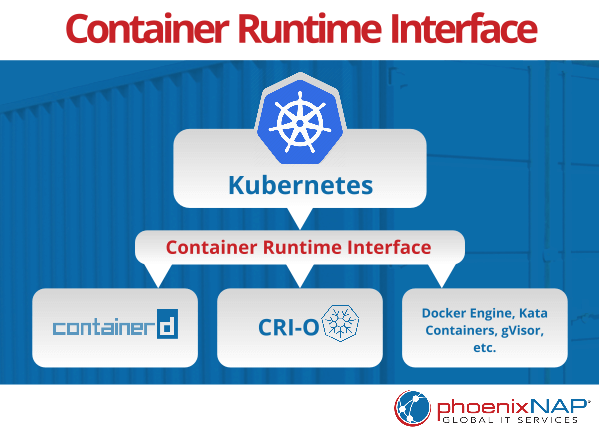 Container Runtime Interface
Kubernetes
Container Runtime Interface
containerd
CRI-O
Docker Engine, Kata
Containers, gVisor,
etc.
phoenixNAP®
GLOBAL IT SERVICES